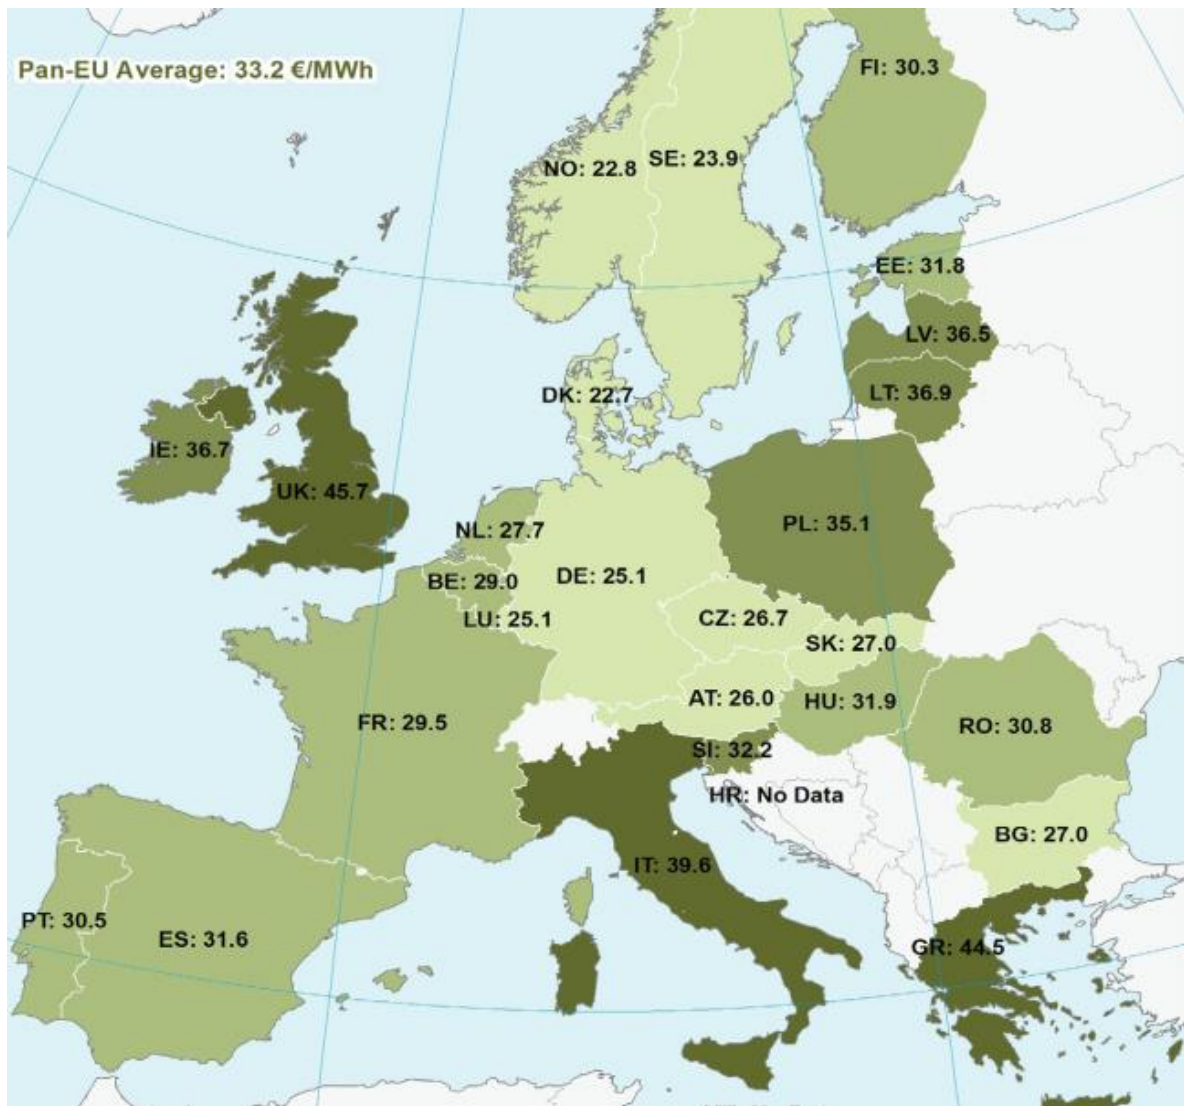 Pan-EU Average: 33.2 €/MWh
FI: 30.3
NO: 22.8
SE: 23.9
EE: 31.8
LV: 36.5
DK: 22.7
LT: 36.9
IE: 36.7
UK: 45.7
NL: 27.7
PL: 35.1
BE: 29.0
DE: 25.1
LU: 25.1
CZ: 26.7
SK: 27.0
AT: 26.0
HU: 31.9
FR: 29.5
RO: 30.8
SI: 32.2
HR: No Data
BG: 27.0
IT: 39.6
PT: 30.5
ES: 31.6
GR: 44.5